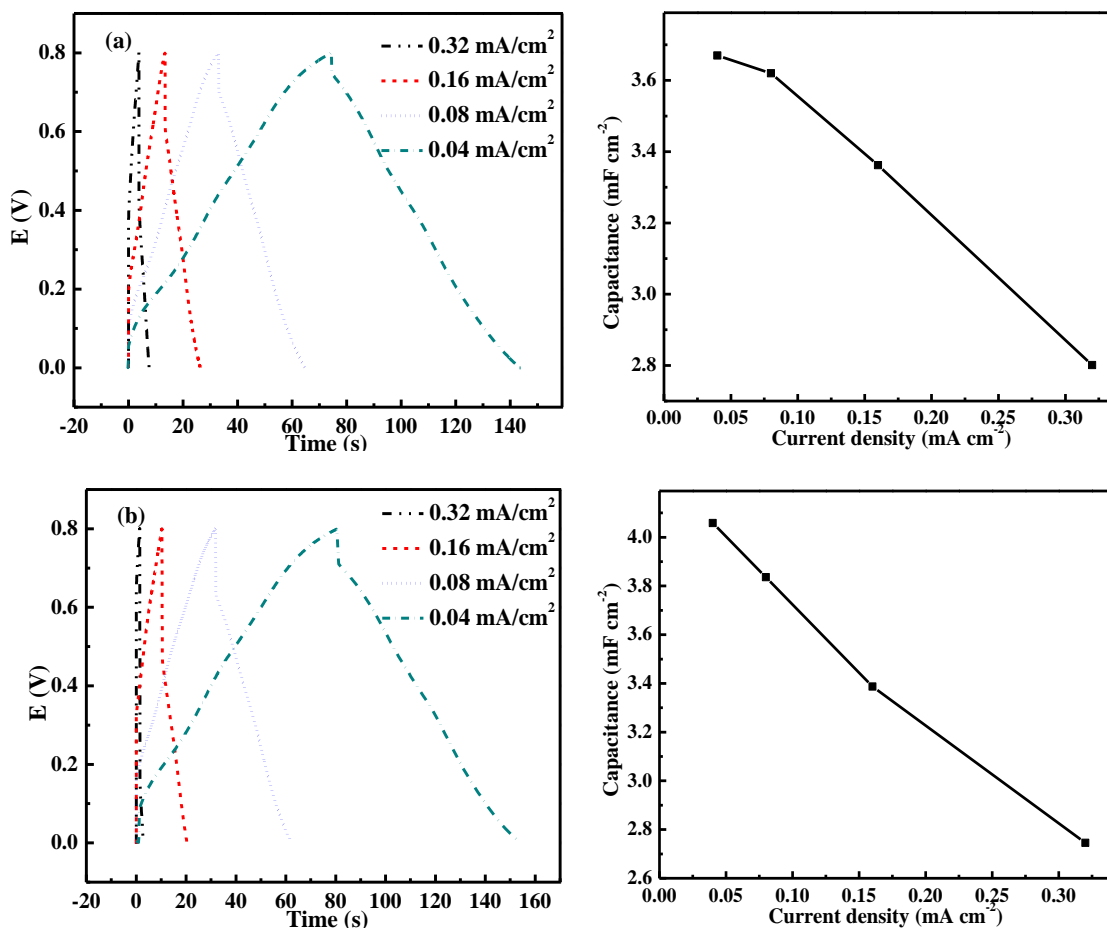 (a)
0.32 mA/cm²
0.16 mA/cm²
0.08 mA/cm²
0.04 mA/cm²
0.8
0.6
0.4
0.2
0.0
E (V)
-20 0 20 40 60 80 100 120 140
Time (s)
3.6
3.4
3.2
3.0
2.8
Capacitance (mF cm⁻²)
0.00 0.05 0.10 0.15 0.20 0.25 0.30
Current density (mA cm⁻²)
(b)
0.32 mA/cm²
0.16 mA/cm²
0.08 mA/cm²
0.04 mA/cm²
0.8
0.6
0.4
0.2
0.0
E (V)
-20 0 20 40 60 80 100 120 140 160
Time (s)
4.0
3.8
3.6
3.4
3.2
3.0
2.8
2.6
Capacitance (mF cm⁻²)
0.00 0.05 0.10 0.15 0.20 0.25 0.30
Current density (mA cm⁻²)